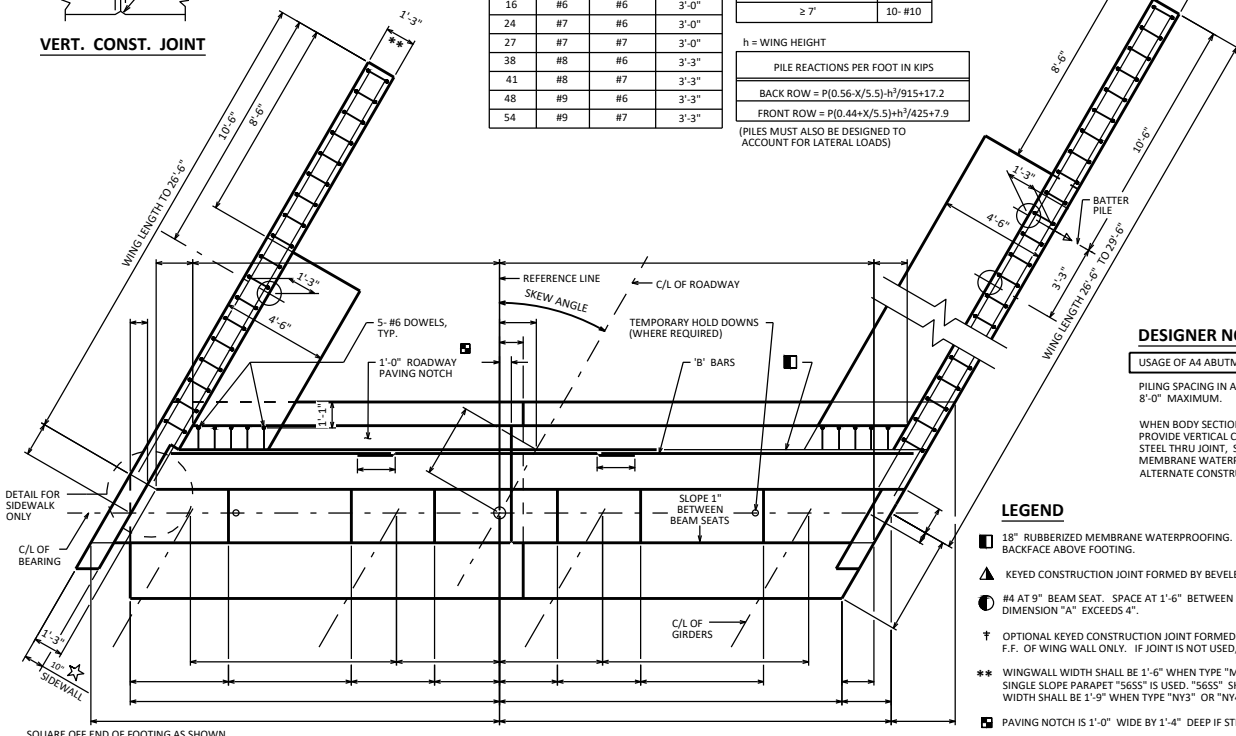 VERT. CONST. JOINT
16 #6 #6 3'-0"
24 #7 #6 3'-0"
27 #7 #7 3'-0"
38 #8 #6 3'-3"
41 #8 #7 3'-3"
48 #9 #6 3'-3"
54 #9 #7 3'-3"
≥ 7' 10- #10
h = WING HEIGHT
PILE REACTIONS PER FOOT IN KIPS
BACK ROW = P(0.56-X/5.5)-h³/915+17.2
FRONT ROW = P(0.44+X/5.5)+h³/425+7.9
(PILES MUST ALSO BE DESIGNED TO
ACCOUNT FOR LATERAL LOADS)
1'-3"
**
10'-6"
8'-6"
WING LENGTH TO 26'-6"
1'-3"
4'-6"
8'-6"
10'-6"
1'-3"
4'-6"
BATTER
PILE
3'-3"
WING LENGTH 26'-6" TO 29'-6"
REFERENCE LINE
C/L OF ROADWAY
SKEW ANGLE
5- #6 DOWELS,
TYP.
1'-0" ROADWAY
PAVING NOTCH
TEMPORARY HOLD DOWNS
(WHERE REQUIRED)
'B' BARS
1'-1"
DETAIL FOR
SIDEWALK
ONLY
C/L OF
BEARING
SLOPE 1"
BETWEEN
BEAM SEATS
C/L OF
GIRDERS
1'-3"
10"
SIDEWALL
SQUARE OFF END OF FOOTING AS SHOWN
DESIGNER NO
USAGE OF A4 ABUTM
PILING SPACING IN A
8'-0" MAXIMUM.
WHEN BODY SECTION
PROVIDE VERTICAL C
STEEL THRU JOINT, S
MEMBRANE WATERP
ALTERNATE CONSTRU
LEGEND
18" RUBBERIZED MEMBRANE WATERPROOFING.
BACKFACE ABOVE FOOTING.
KEYED CONSTRUCTION JOINT FORMED BY BEVELE
#4 AT 9" BEAM SEAT. SPACE AT 1'-6" BETWEEN
DIMENSION "A" EXCEEDS 4".
‡ OPTIONAL KEYED CONSTRUCTION JOINT FORMED
F.F. OF WING WALL ONLY. IF JOINT IS NOT USED,
** WINGWALL WIDTH SHALL BE 1'-6" WHEN TYPE "M
SINGLE SLOPE PARAPET "56SS" IS USED. "56SS" SH
WIDTH SHALL BE 1'-9" WHEN TYPE "NY3" OR "NY4
PAVING NOTCH IS 1'-0" WIDE BY 1'-4" DEEP IF STE